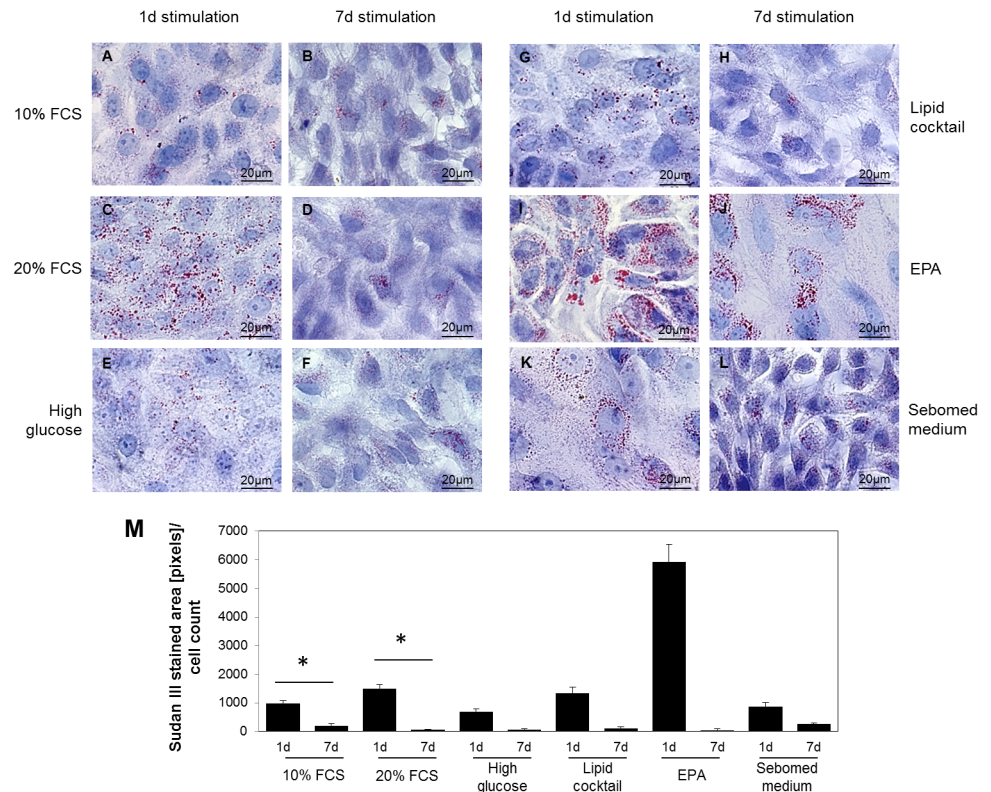 1d stimulation
7d stimulation
1d stimulation
7d stimulation
10% FCS
A
20µm
B
20µm
G
20µm
H
20µm
Lipid
cocktail
20% FCS
C
20µm
D
20µm
I
20µm
J
20µm
EPA
High
glucose
E
20µm
F
20µm
K
20µm
L
20µm
Sebomed
medium
M
Sudan III stained area [pixels]/
cell count
7000
6000
5000
4000
3000
2000
1000
0
*
*
1d 7d 1d 7d 1d 7d 1d 7d 1d 7d 1d 7d
10% FCS
20% FCS
High
glucose
Lipid
cocktail
EPA
Sebomed
medium